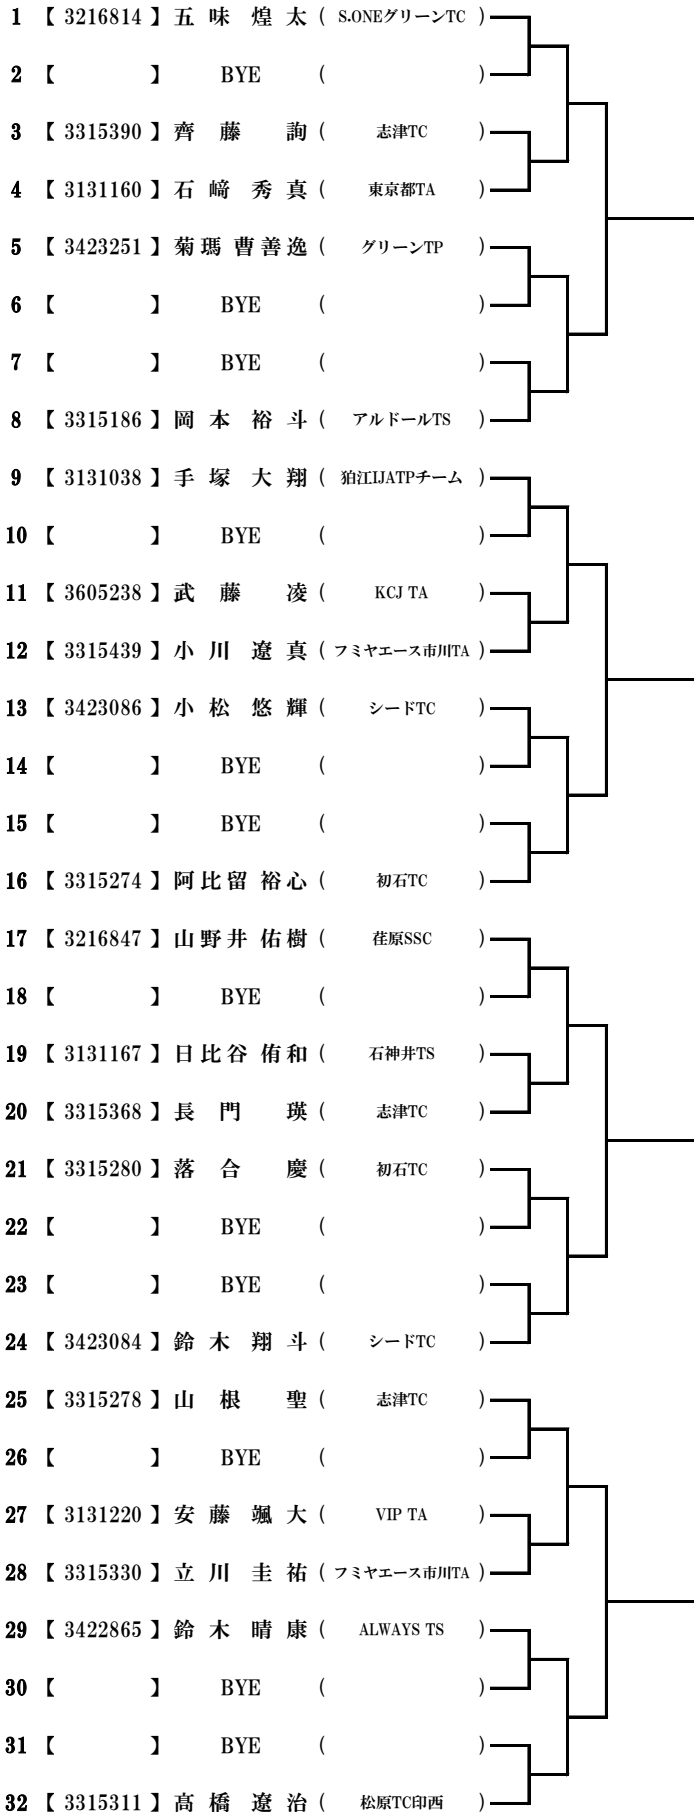 1 【 3216814 】 五 味 煌 太 ( S.ONEグリーンTC )
2 【 】 BYE ( )
3 【 3315390 】 齊 藤 詢 ( 志津TC )
4 【 3131160 】 石 﨑 秀 真 ( 東京都TA )
5 【 3423251 】 菊瑪 曹善逸 ( グリーンTP )
6 【 】 BYE ( )
7 【 】 BYE ( )
8 【 3315186 】 岡 本 裕 斗 ( アルドールTS )
9 【 3131038 】 手 塚 大 翔 ( 狛江IJATPチーム )
10 【 】 BYE ( )
11 【 3605238 】 武 藤 凌 ( KCJ TA )
12 【 3315439 】 小 川 遼 真 ( フミヤエース市川TA )
13 【 3423086 】 小 松 悠 輝 ( シードTC )
14 【 】 BYE ( )
15 【 】 BYE ( )
16 【 3315274 】 阿比留 裕心 ( 初石TC )
17 【 3216847 】 山野井 佑樹 ( 荏原SSC )
18 【 】 BYE ( )
19 【 3131167 】 日比谷 侑和 ( 石神井TS )
20 【 3315368 】 長 門 瑛 ( 志津TC )
21 【 3315280 】 落 合 慶 ( 初石TC )
22 【 】 BYE ( )
23 【 】 BYE ( )
24 【 3423084 】 鈴 木 翔 斗 ( シードTC )
25 【 3315278 】 山 根 聖 ( 志津TC )
26 【 】 BYE ( )
27 【 3131220 】 安 藤 颯 大 ( VIP TA )
28 【 3315330 】 立 川 圭 祐 ( フミヤエース市川TA )
29 【 3422865 】 鈴 木 晴 康 ( ALWAYS TS )
30 【 】 BYE ( )
31 【 】 BYE ( )
32 【 3315311 】 髙 橋 遼 治 ( 松原TC印西 )